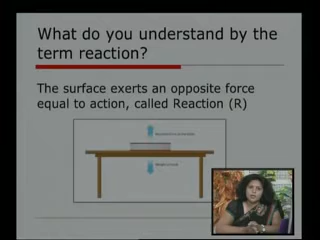 What do you understand by the
term reaction?
The surface exerts an opposite force
equal to action, called Reaction (R)